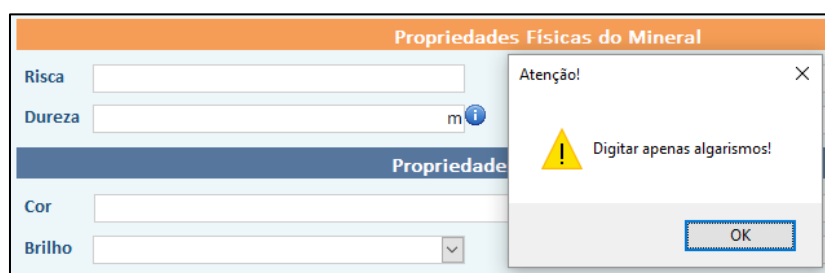 Propriedades Físicas do Mineral
Risca
Atenção!
Dureza
m
Digitar apenas algarismos!
Propriedade
Cor
OK
Brilho